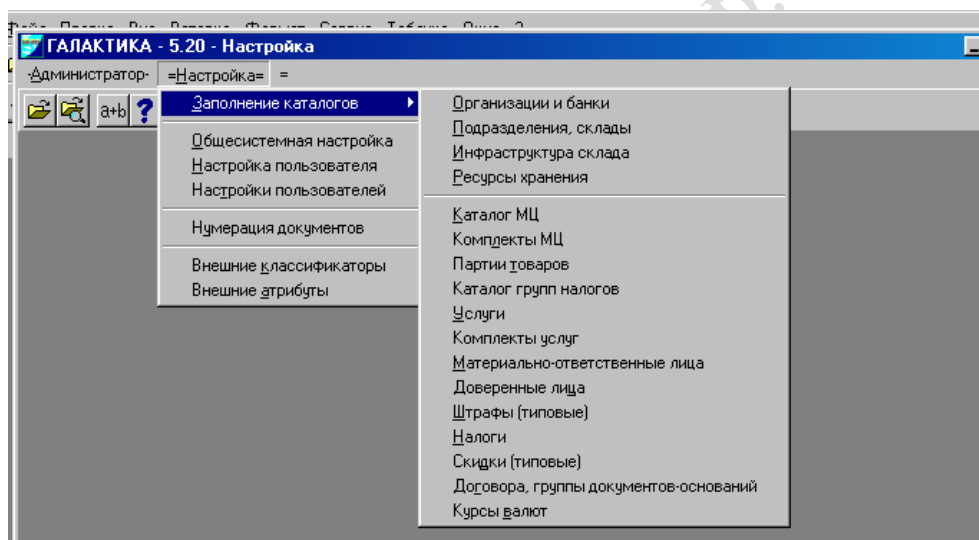 ГАЛАКТИКА - 5.20 - Настройка
-Администратор- =Настройка= =
a+b ?
Заполнение каталогов
Общесистемная настройка
Настройка пользователя
Настройки пользователей
Нумерация документов
Внешние классификаторы
Внешние атрибуты
Организации и банки
Подразделения, склады
Инфраструктура склада
Ресурсы хранения
Каталог МЦ
Комплекты МЦ
Партии товаров
Каталог групп налогов
Услуги
Комплекты услуг
Материально-ответственные лица
Доверенные лица
Штрафы (типовые)
Налоги
Скидки (типовые)
Договора, группы документов-оснований
Курсы валют